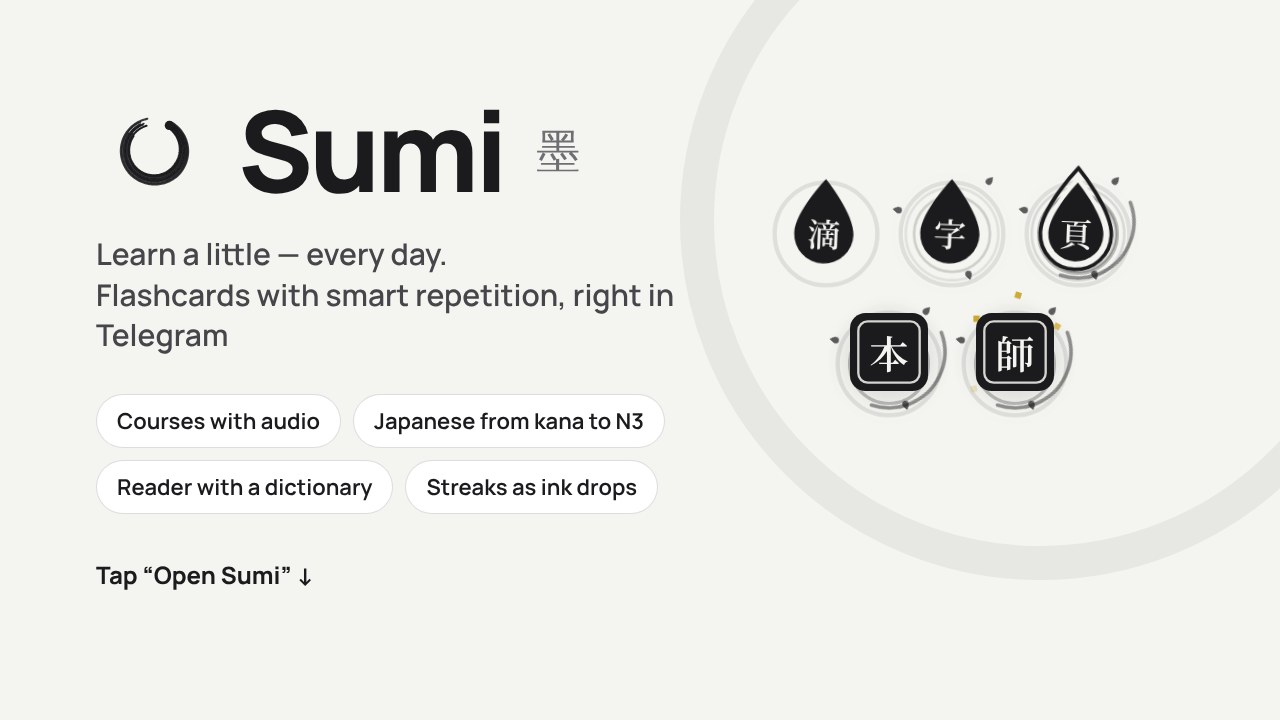 Sumi 墨
Learn a little — every day.
Flashcards with smart repetition, right in
Telegram
Courses with audio
Japanese from kana to N3
Reader with a dictionary
Streaks as ink drops
Tap “Open Sumi” ↓
滴 字 頁
本 師